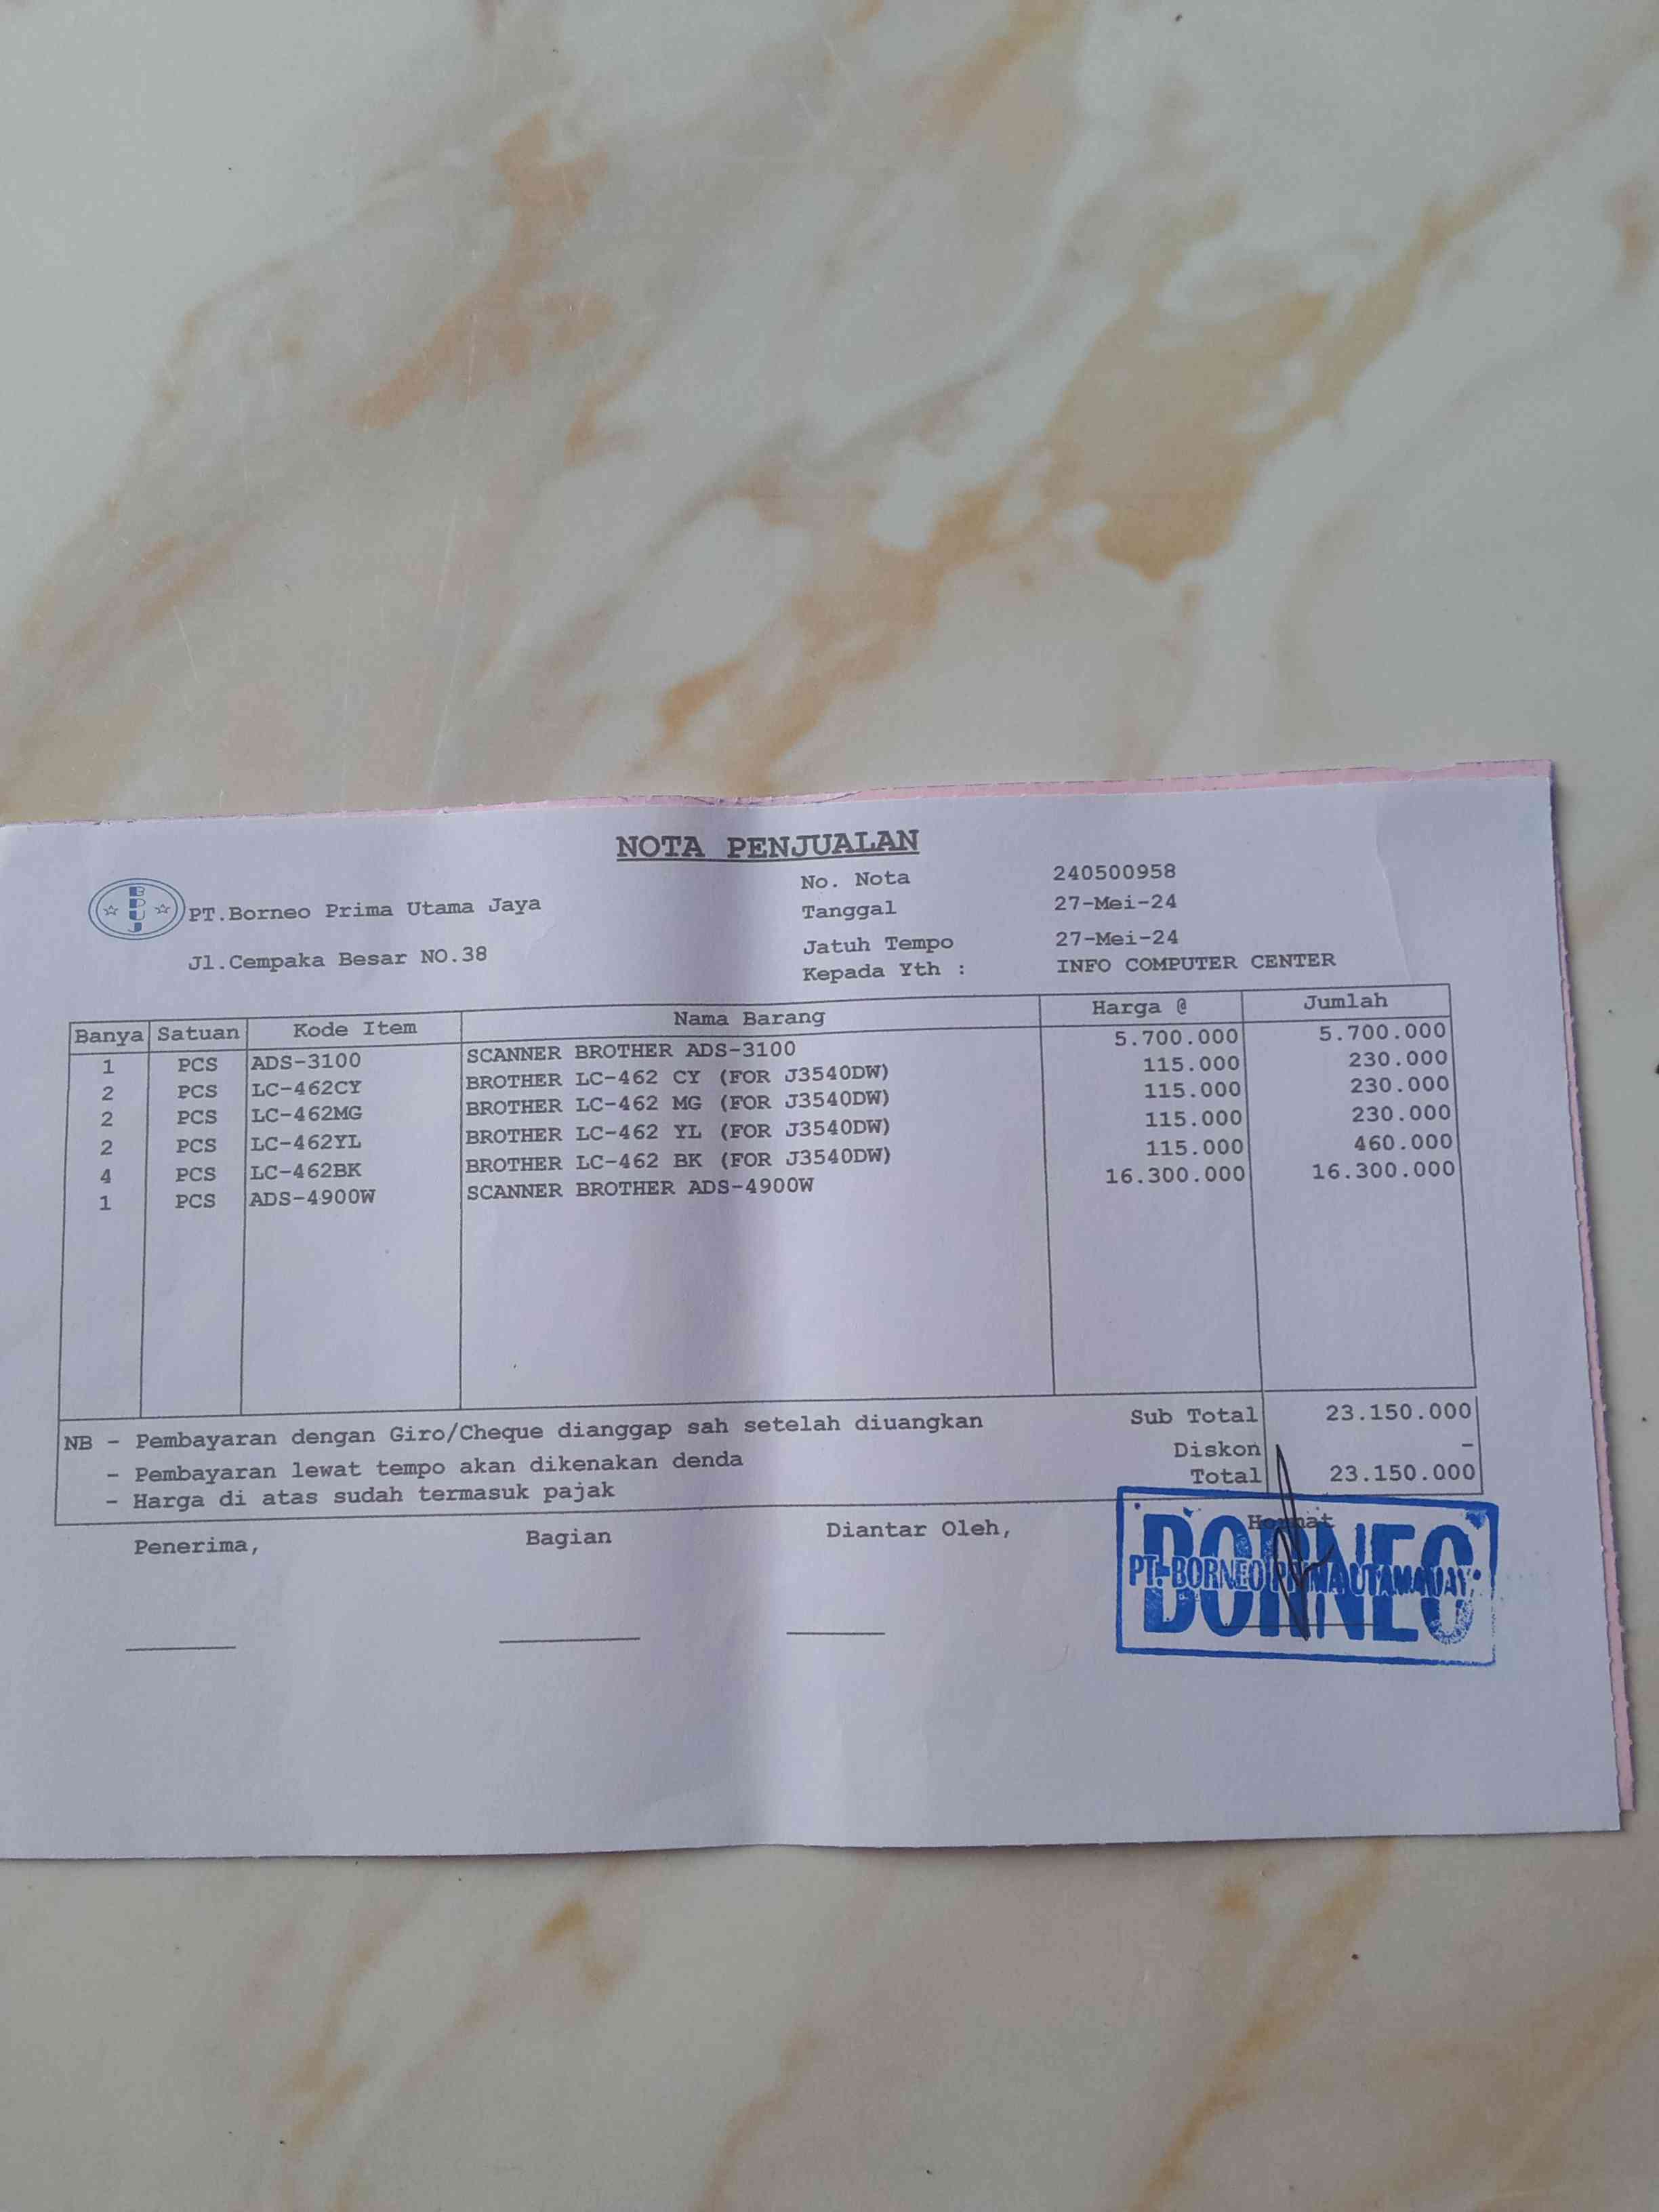 NOTA PENJUALAN
BPUJ
PT.Borneo Prima Utama Jaya
Jl.Cempaka Besar NO.38
No. Nota 240500958
Tanggal 27-Mei-24
Jatuh Tempo 27-Mei-24
Kepada Yth : INFO COMPUTER CENTER
Banya Satuan Kode Item Nama Barang Harga @ Jumlah
1 PCS ADS-3100 SCANNER BROTHER ADS-3100 5.700.000 5.700.000
2 PCS LC-462CY BROTHER LC-462 CY (FOR J3540DW) 115.000 230.000
2 PCS LC-462MG BROTHER LC-462 MG (FOR J3540DW) 115.000 230.000
2 PCS LC-462YL BROTHER LC-462 YL (FOR J3540DW) 115.000 230.000
4 PCS LC-462BK BROTHER LC-462 BK (FOR J3540DW) 115.000 460.000
1 PCS ADS-4900W SCANNER BROTHER ADS-4900W 16.300.000 16.300.000
NB - Pembayaran dengan Giro/Cheque dianggap sah setelah diuangkan
- Pembayaran lewat tempo akan dikenakan denda
- Harga di atas sudah termasuk pajak
Sub Total 23.150.000
Diskon -
Total 23.150.000
Penerima, Bagian Diantar Oleh, Hormat
BORNEO
PT. BORNEO PRIMA UTAMA JAYA